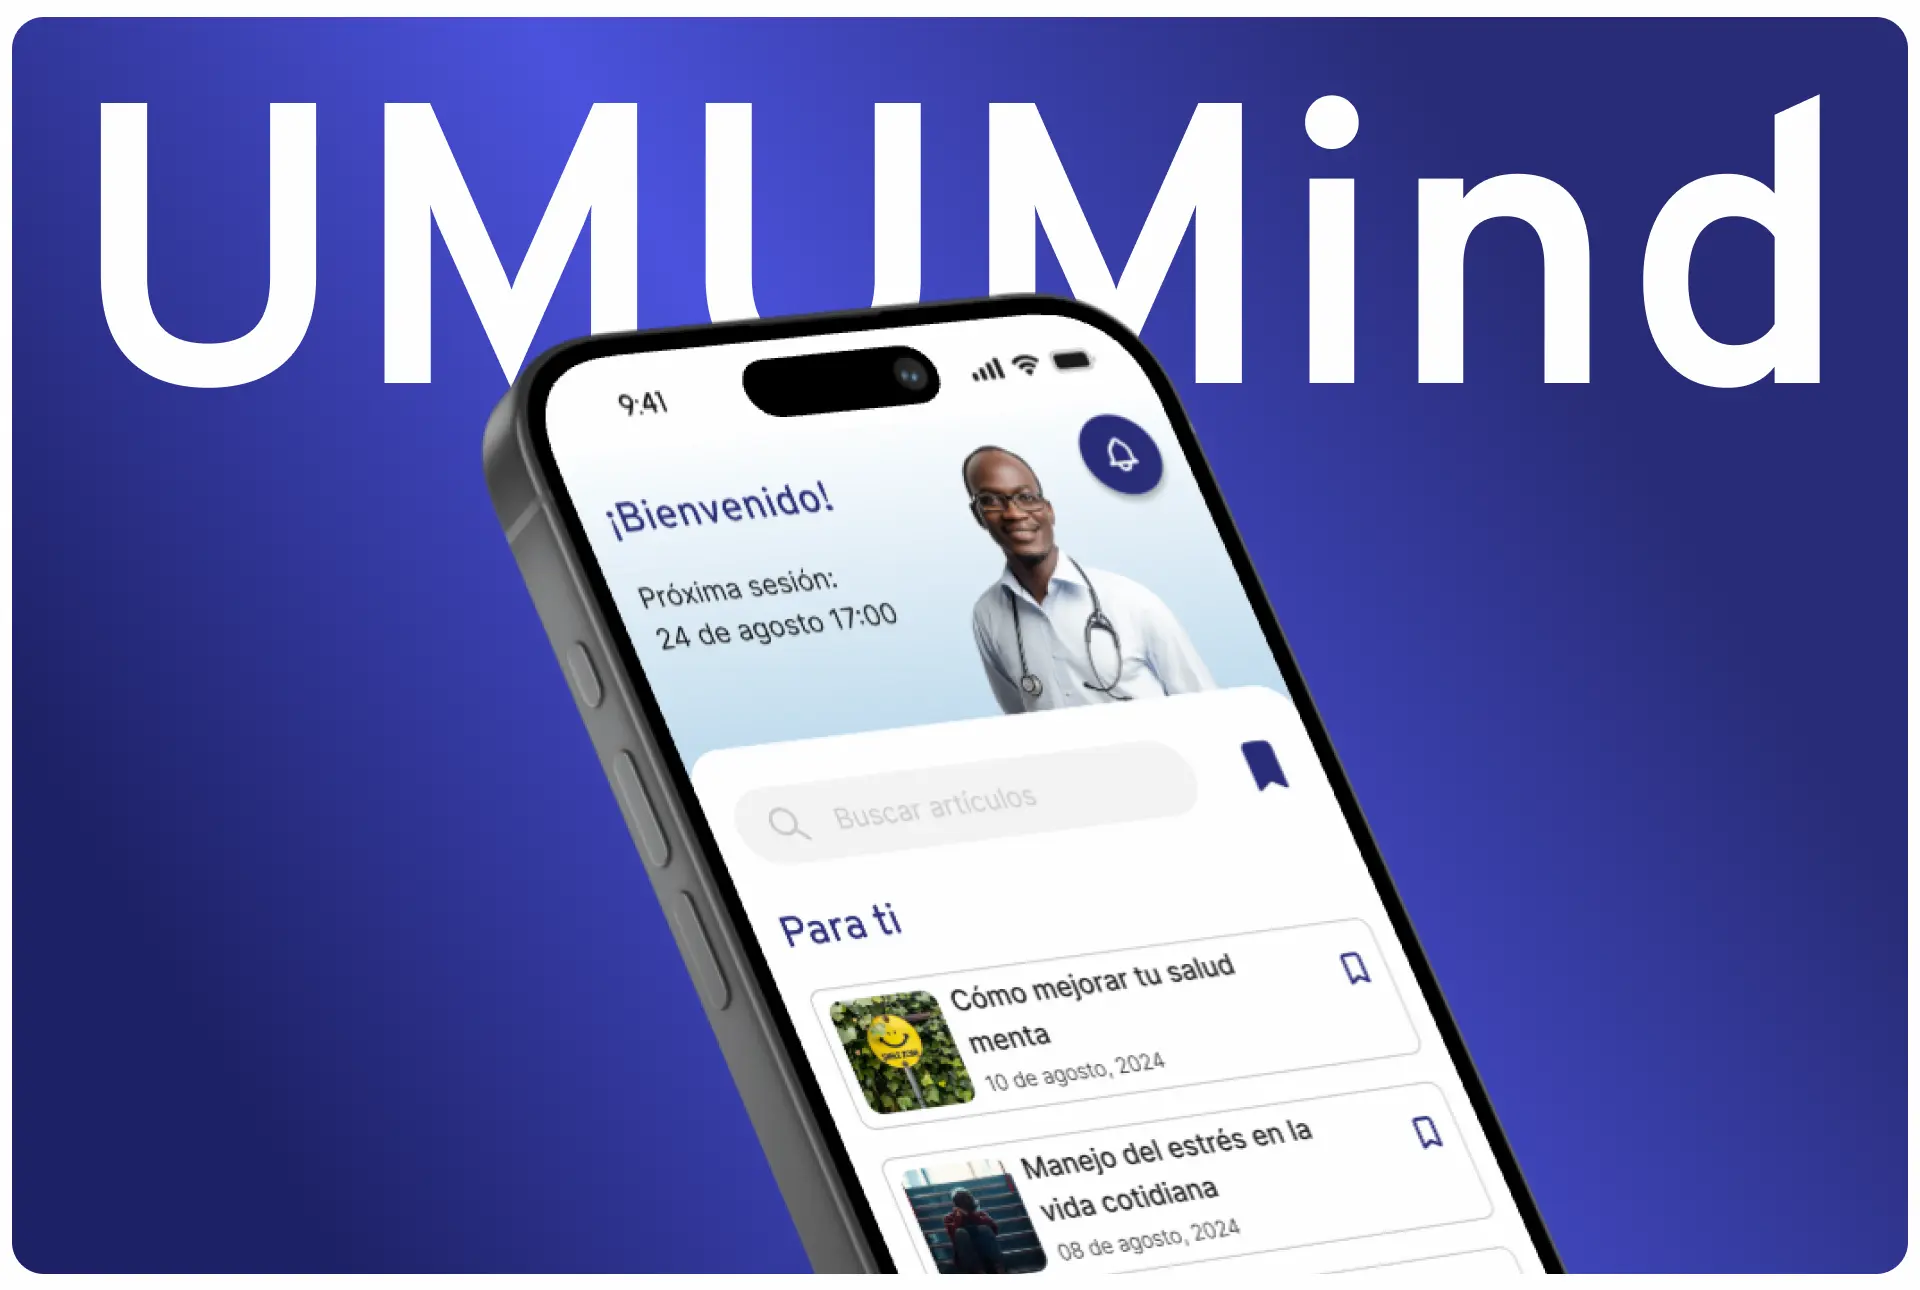 UMUMind
9:41
¡Bienvenido!
Próxima sesión:
24 de agosto 17:00
Buscar artículos
Para ti
Cómo mejorar tu salud
menta
10 de agosto, 2024
Manejo del estrés en la
vida cotidiana
08 de agosto, 2024